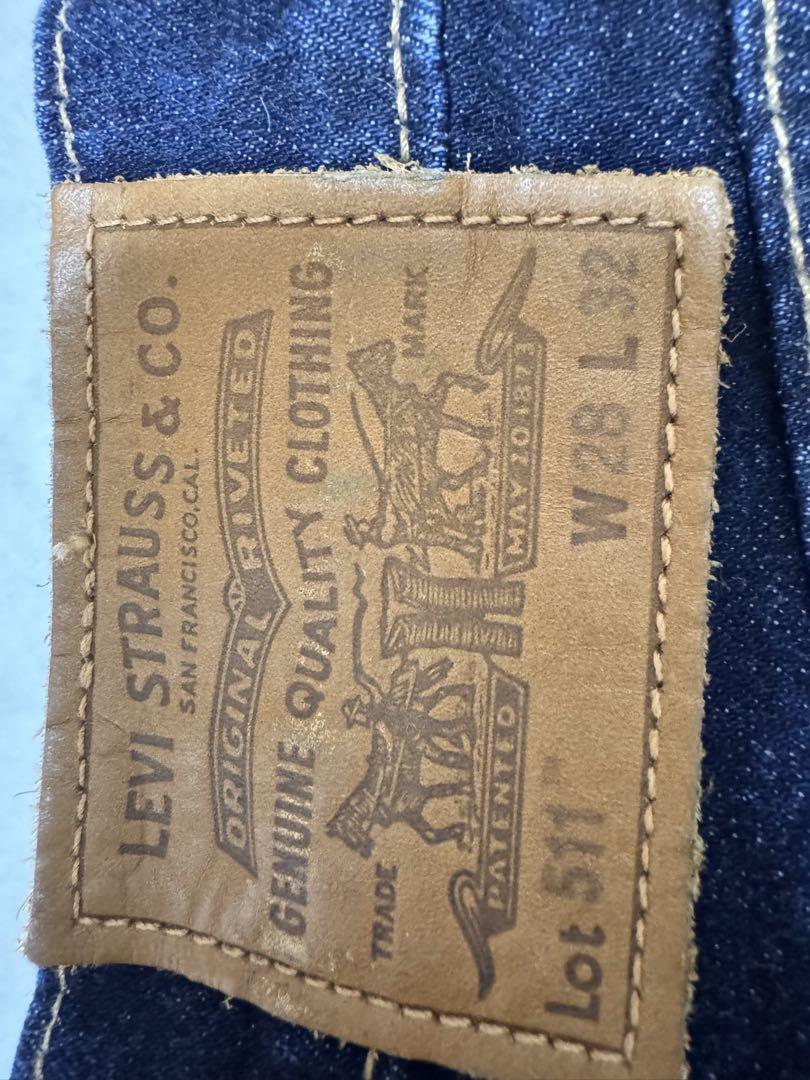 LEVI STRAUSS & CO.
SAN FRANCISCO, CAL.
ORIGINAL RIVETED
GENUINE QUALITY CLOTHING
TRADE MARK
PATENTED MAY 20 1873
Lot 511™ W 28 L 32